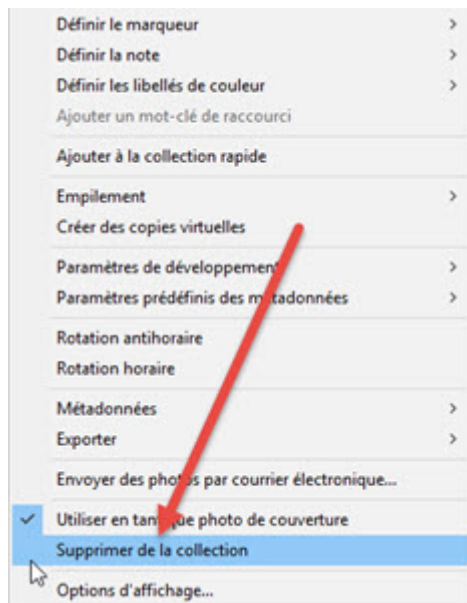 Définir le marqueur
Définir la note
Définir les libellés de couleur
Ajouter un mot-clé de raccourci
Ajouter à la collection rapide
Empilement
Créer des copies virtuelles
Paramètres de développement
Paramètres prédéfinis des métadonnées
Rotation antihoraire
Rotation horaire
Métadonnées
Exporter
Envoyer des photos par courrier électronique...
Utiliser en tant que photo de couverture
Supprimer de la collection
Options d'affichage...